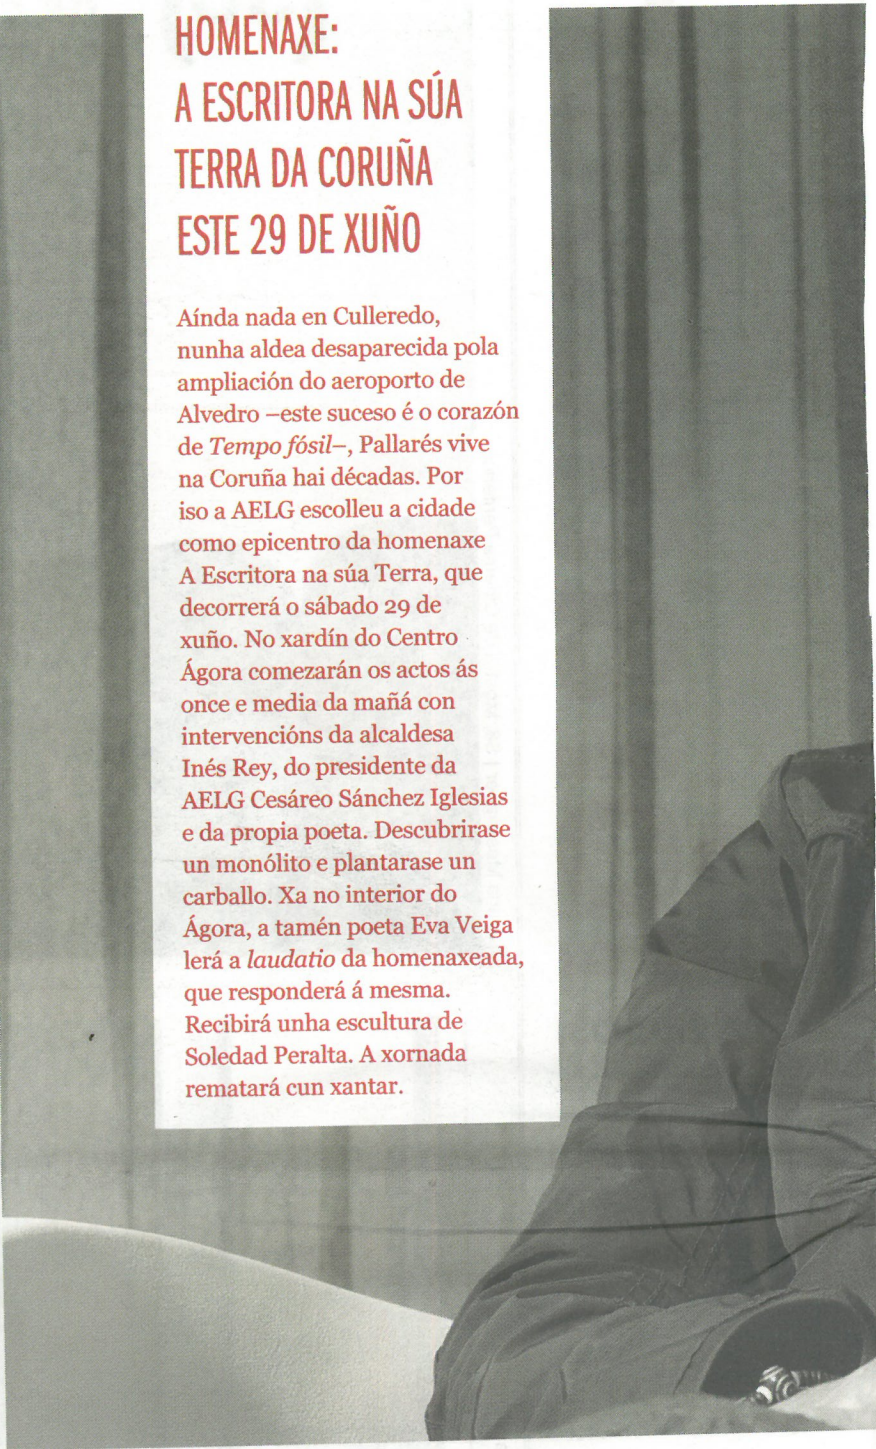 HOMENAXE:
A ESCRITORA NA SÚA
TERRA DA CORUÑA
ESTE 29 DE XUÑO
Aínda nada en Culleredo,
nunha aldea desaparecida pola
ampliación do aeroporto de
Alvedro –este suceso é o corazón
de Tempo fósil–, Pallarés vive
na Coruña hai décadas. Por
iso a AELG escolleu a cidade
como epicentro da homenaxe
A Escritora na súa Terra, que
decorrerá o sábado 29 de
xuño. No xardín do Centro
Ágora comezarán os actos ás
once e media da mañá con
intervencións da alcaldesa
Inés Rey, do presidente da
AELG Cesáreo Sánchez Iglesias
e da propia poeta. Descubrirase
un monólito e plantarase un
carballo. Xa no interior do
Ágora, a tamén poeta Eva Veiga
lerá a laudatio da homenaxeada,
que responderá á mesma.
Recibirá unha escultura de
Soledad Peralta. A xornada
rematará cun xantar.